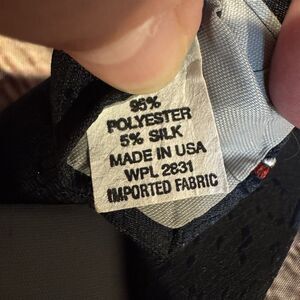 95%
POLYESTER
5% SILK
MADE IN USA
WPL 2831
IMPORTED FABRIC